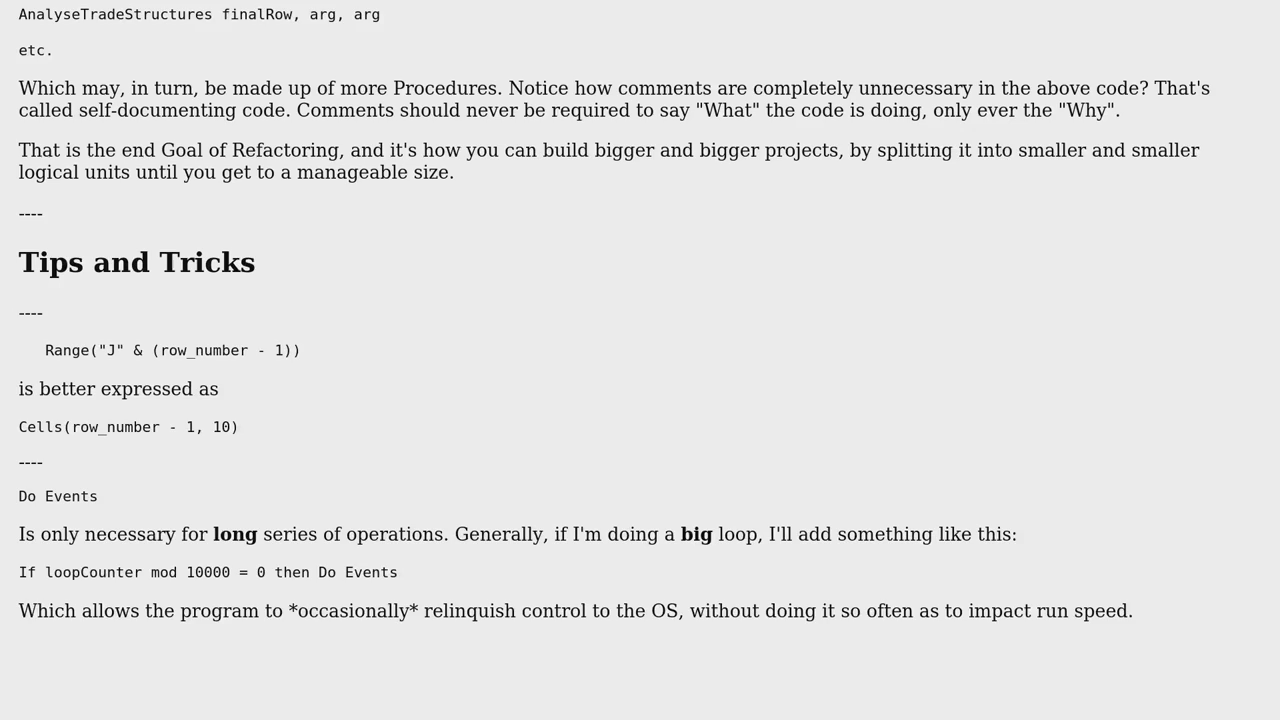 AnalyseTradeStructures finalRow, arg, arg
etc.
Which may, in turn, be made up of more Procedures. Notice how comments are completely unnecessary in the above code? That's
called self-documenting code. Comments should never be required to say "What" the code is doing, only ever the "Why".
That is the end Goal of Refactoring, and it's how you can build bigger and bigger projects, by splitting it into smaller and smaller
logical units until you get to a manageable size.
----
Tips and Tricks
----
Range("J" & (row_number - 1))
is better expressed as
Cells(row_number - 1, 10)
----
Do Events
Is only necessary for long series of operations. Generally, if I'm doing a big loop, I'll add something like this:
If loopCounter mod 10000 = 0 then Do Events
Which allows the program to *occasionally* relinquish control to the OS, without doing it so often as to impact run speed.